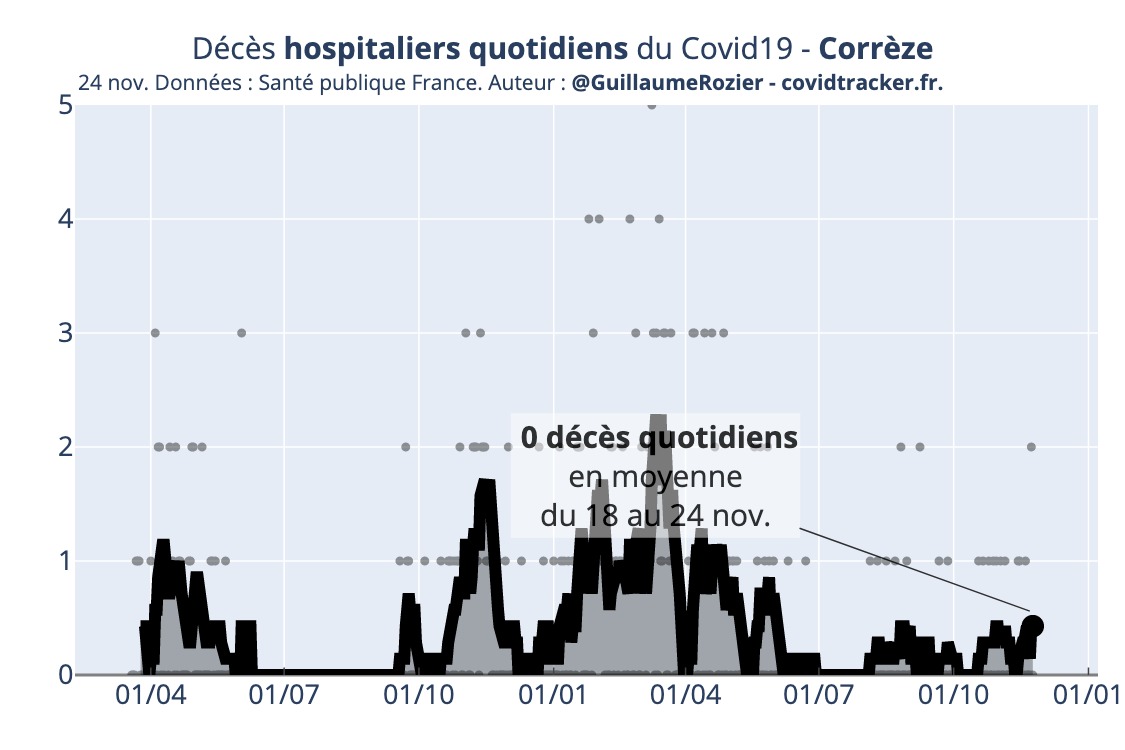 Décès hospitaliers quotidiens du Covid19 - Corrèze
24 nov. Données : Santé publique France. Auteur : @GuillaumeRozier - covidtracker.fr.
5
4
3
2
1
0
0 décès quotidiens
en moyenne
du 18 au 24 nov.
01/04 01/07 01/10 01/01 01/04 01/07 01/10 01/01